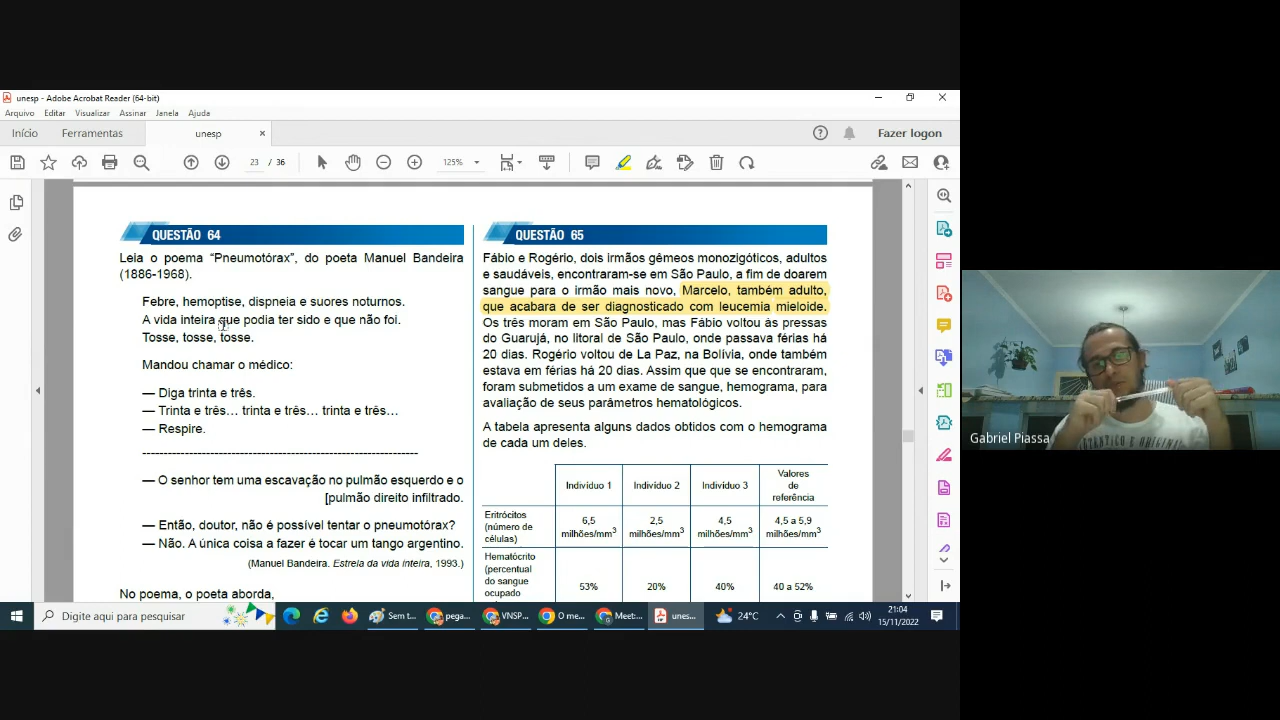 unesp - Adobe Acrobat Reader (64-bit)
Arquivo Editar Visualizar Assinar Janela Ajuda
Início Ferramentas unesp × Fazer logon
23 / 36 125%
QUESTÃO 64
Leia o poema “Pneumotórax”, do poeta Manuel Bandeira
(1886-1968).
Febre, hemoptise, dispneia e suores noturnos.
A vida inteira que podia ter sido e que não foi.
Tosse, tosse, tosse.
Mandou chamar o médico:
— Diga trinta e três.
— Trinta e três… trinta e três… trinta e três…
— Respire.
— O senhor tem uma escavação no pulmão esquerdo e o
[pulmão direito infiltrado.
— Então, doutor, não é possível tentar o pneumotórax?
— Não. A única coisa a fazer é tocar um tango argentino.
(Manuel Bandeira. Estrela da vida inteira, 1993.)
No poema, o poeta aborda,
QUESTÃO 65
Fábio e Rogério, dois irmãos gêmeos monozigóticos, adultos
e saudáveis, encontraram-se em São Paulo, a fim de doarem
sangue para o irmão mais novo, Marcelo, também adulto,
que acabara de ser diagnosticado com leucemia mieloide.
Os três moram em São Paulo, mas Fábio voltou às pressas
do Guarujá, no litoral de São Paulo, onde passava férias há
20 dias. Rogério voltou de La Paz, na Bolívia, onde também
estava em férias há 20 dias. Assim que que se encontraram,
foram submetidos a um exame de sangue, hemograma, para
avaliação de seus parâmetros hematológicos.
A tabela apresenta alguns dados obtidos com o hemograma
de cada um deles.
Indivíduo 1 Indivíduo 2 Indivíduo 3 Valores
de
referência
Eritrócitos
(número de
células) 6,5
milhões/mm³ 2,5
milhões/mm³ 4,5
milhões/mm³ 4,5 a 5,9
milhões/mm³
Hematócrito
(percentual
do sangue
ocupado
53% 20% 40% 40 a 52%
Gabriel Piassa
Digite aqui para pesquisar
Sem t... pega... VNSP... O me... Meet:... unes...
24°C
21:04
15/11/2022